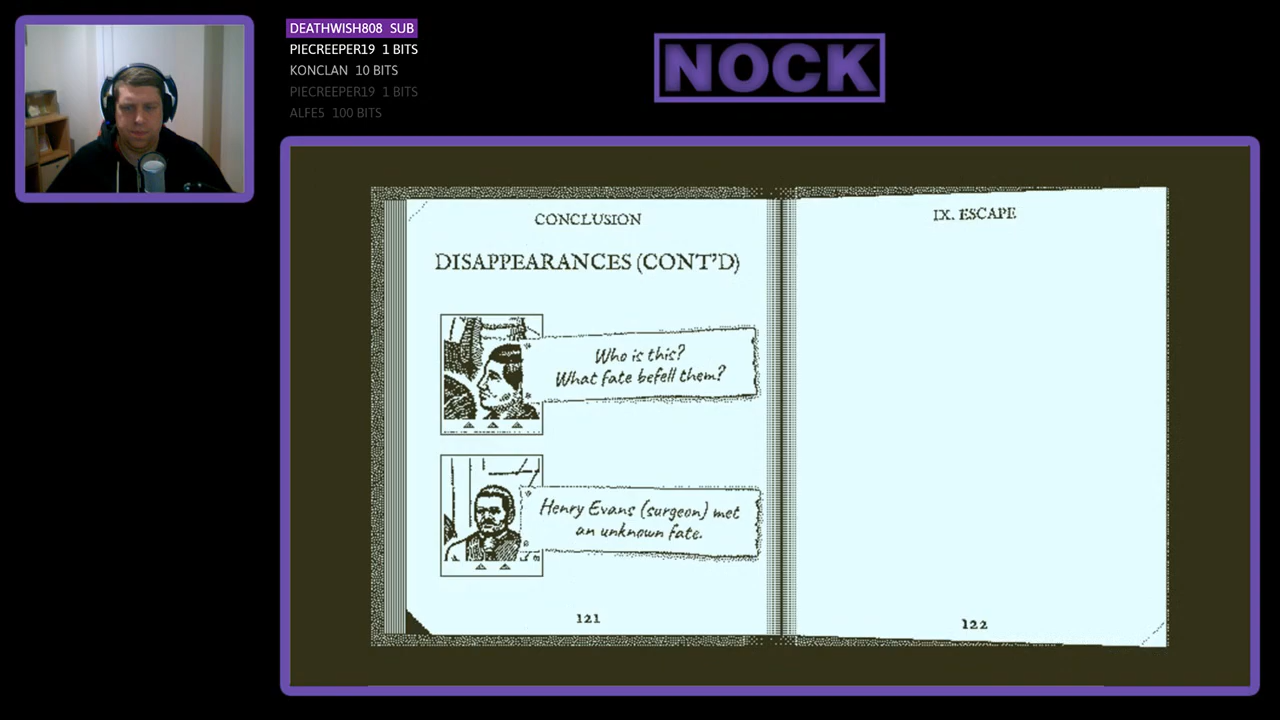 DEATHWISH808 SUB
PIECREEPER19 1 BITS
KONCLAN 10 BITS
PIECREEPER19 1 BITS
ALFE5 100 BITS
NOCK
CONCLUSION
DISAPPEARANCES (CONT'D)
Who is this?
What fate befell them?
Henry Evans (surgeon) met
an unknown fate.
121
IX. ESCAPE
122